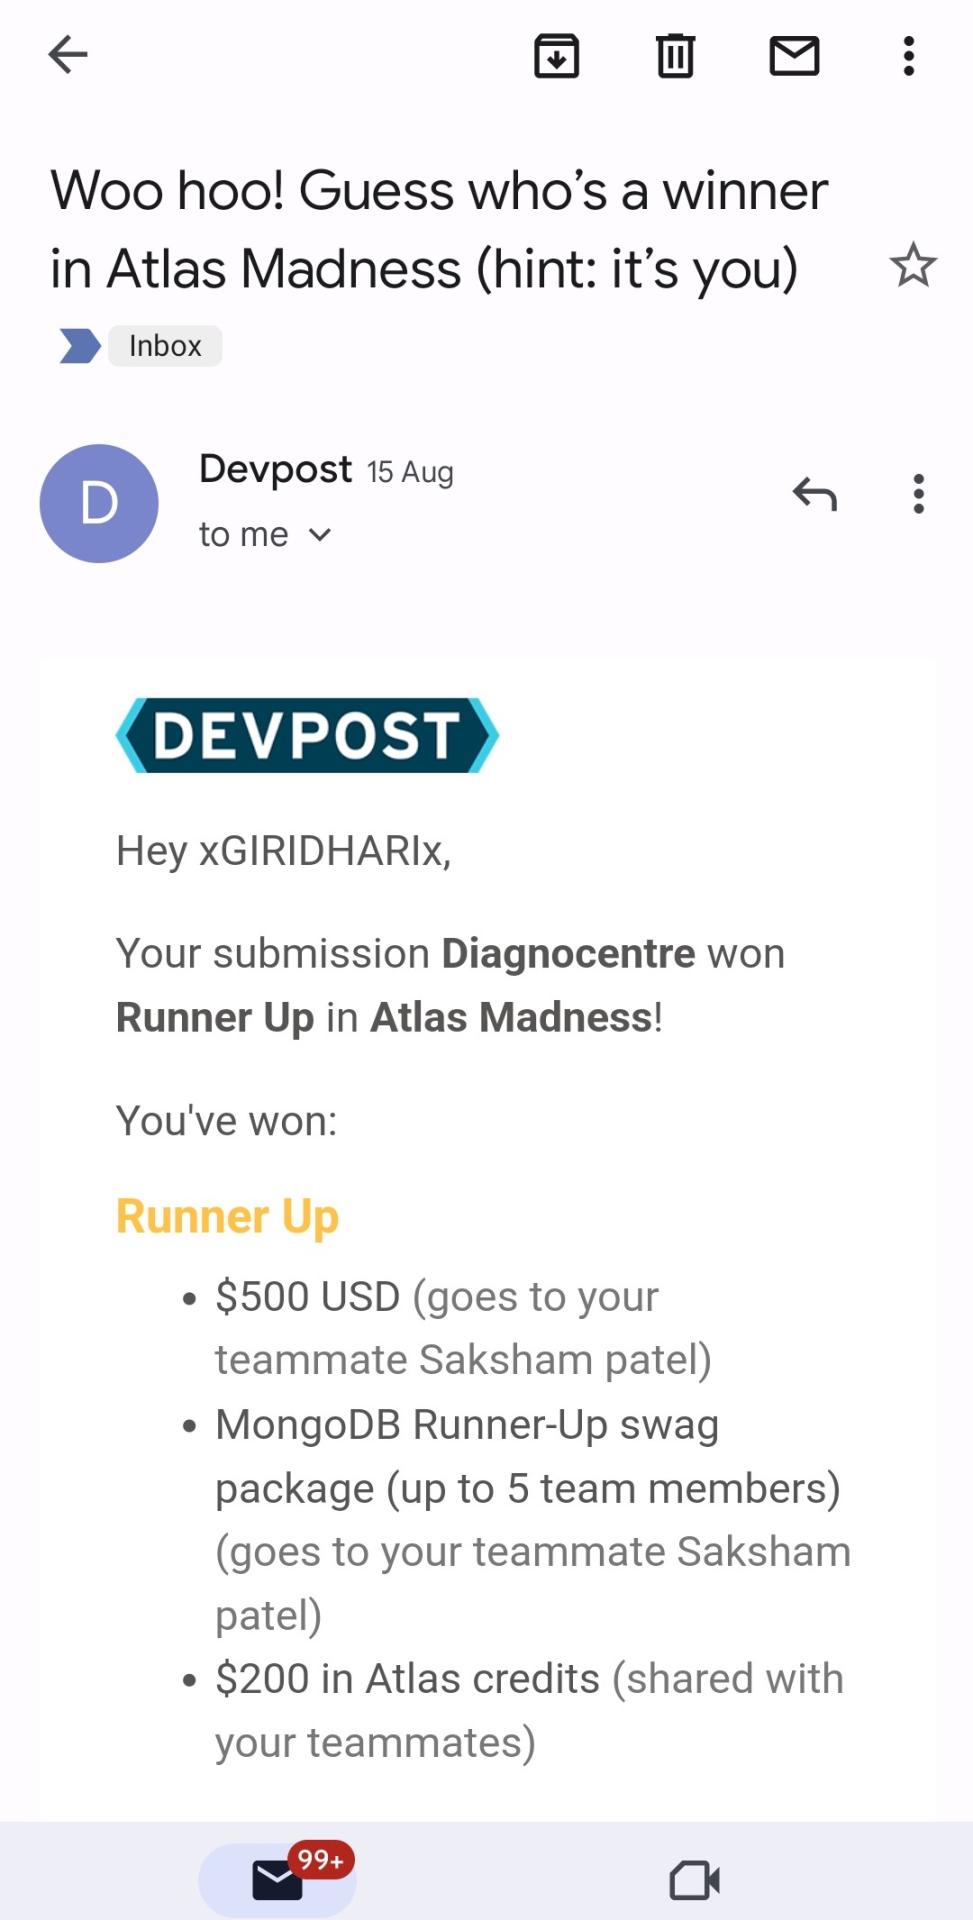 Woo hoo! Guess who’s a winner
in Atlas Madness (hint: it’s you)
Inbox
D
Devpost 15 Aug
to me
DEVPOST
Hey xGIRIDHARIx,
Your submission Diagnocentre won
Runner Up in Atlas Madness!
You've won:
Runner Up
• $500 USD (goes to your
teammate Saksham patel)
• MongoDB Runner-Up swag
package (up to 5 team members)
(goes to your teammate Saksham
patel)
• $200 in Atlas credits (shared with
your teammates)
99+